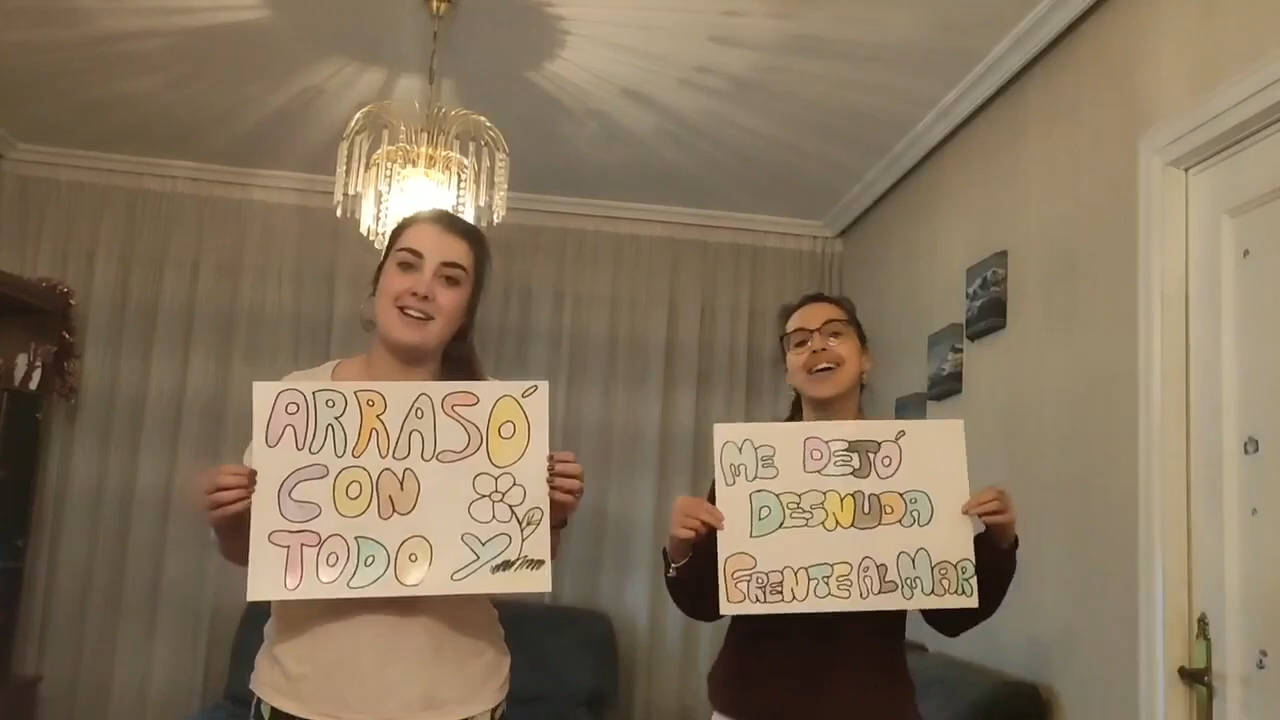 ARRASÓ
CON
TODO Y
ME DEJÓ
DESNUDA
FRENTE AL MAR